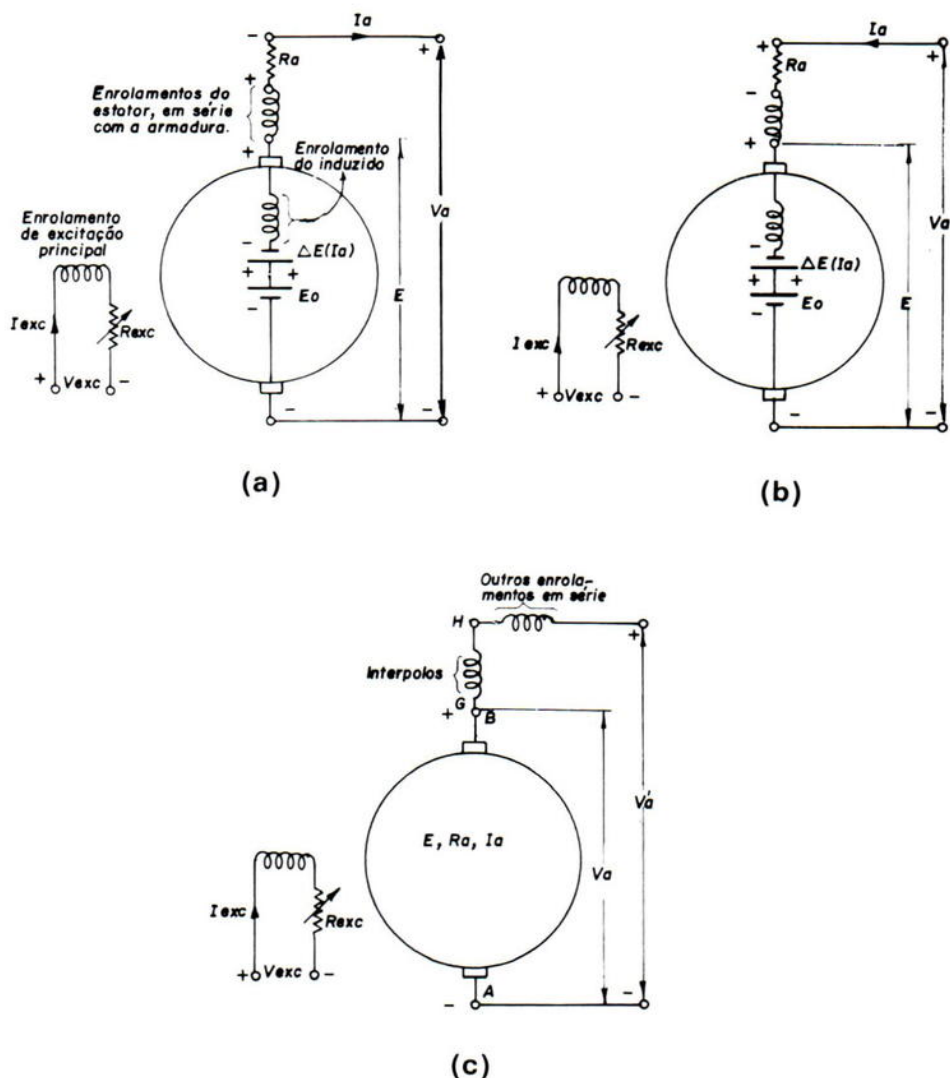 Ia
-
+
Ra
+
Enrolamentos do
estator, em série
com a armadura.
+
Enrolamento
do induzido
Va
Enrolamento
de excitação
principal
-
ΔE(Ia)
+ +
Eo
-
E
Iexc
Rexc
+ Vexc -
- -
(a)
Ia
+ +
Ra
-
+
Va
-
ΔE(Ia)
+ +
Eo
-
E
Iexc
Rexc
+ Vexc -
- -
(b)
Outros enrola-
mentos em série
H
+
Interpolos
G
+ B
V'a
E, Ra, Ia
Va
Iexc
Rexc
+ Vexc -
A
- -
(c)